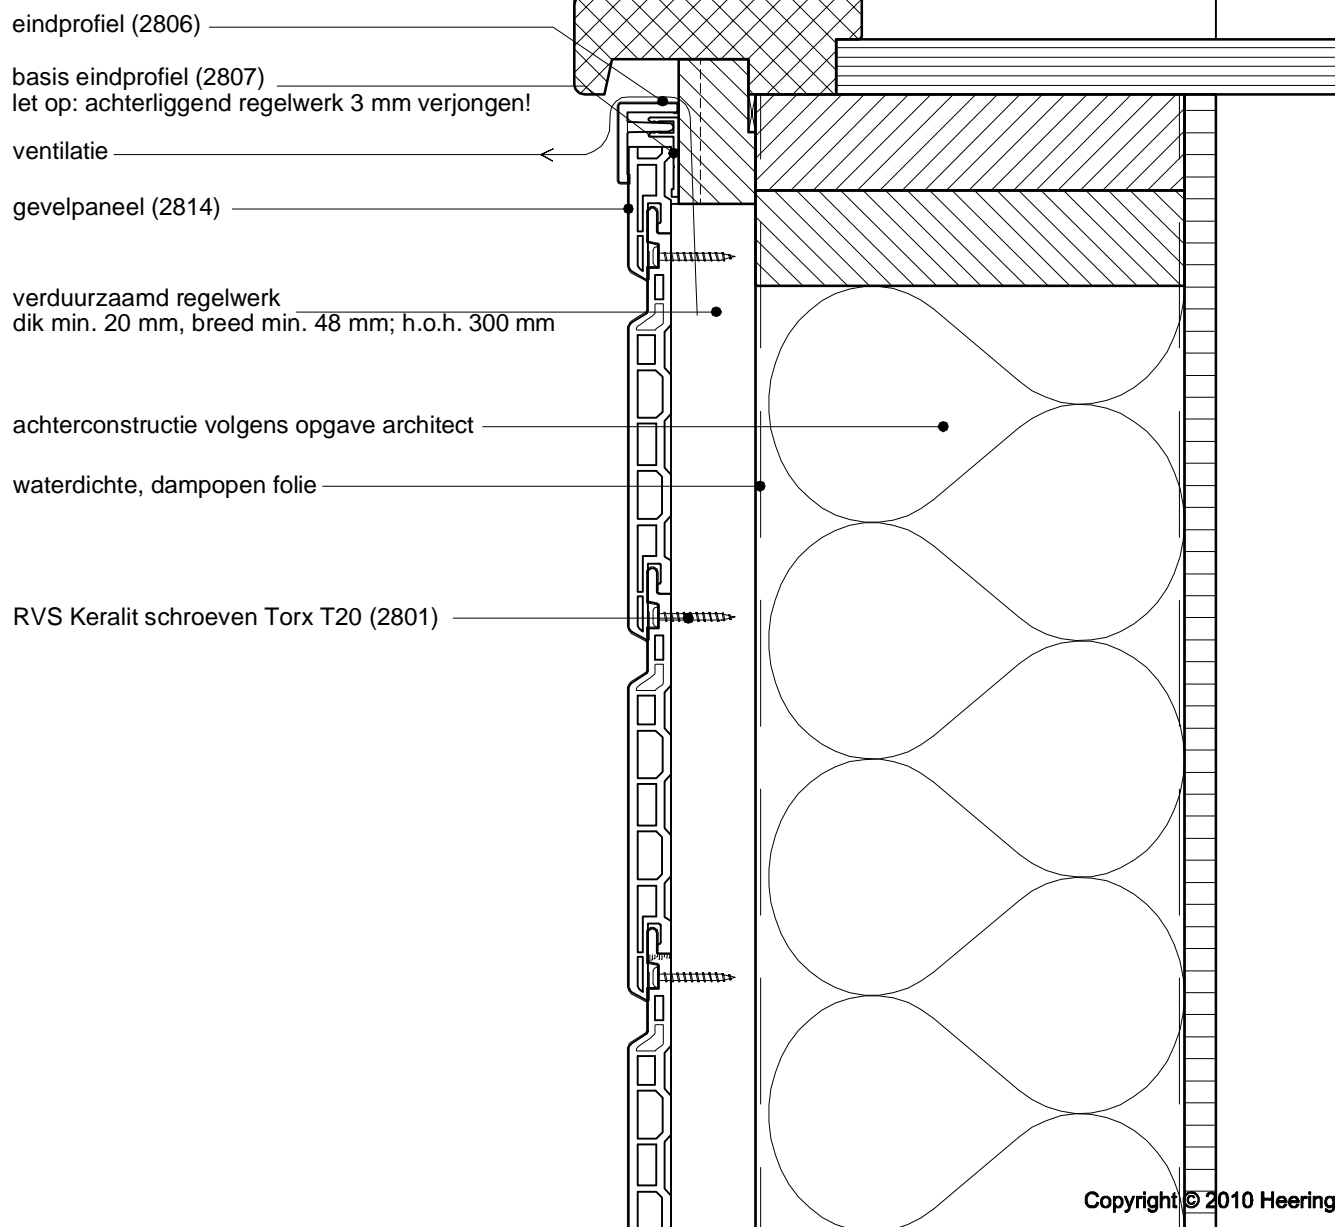 eindprofiel (2806)
basis eindprofiel (2807)
let op: achterliggend regelwerk 3 mm verjongen!
ventilatie
gevelpaneel (2814)
verduurzaamd regelwerk
dik min. 20 mm, breed min. 48 mm; h.o.h. 300 mm
achterconstructie volgens opgave architect
waterdichte, dampopen folie
RVS Keralit schroeven Torx T20 (2801)
Copyright © 2010 Heering